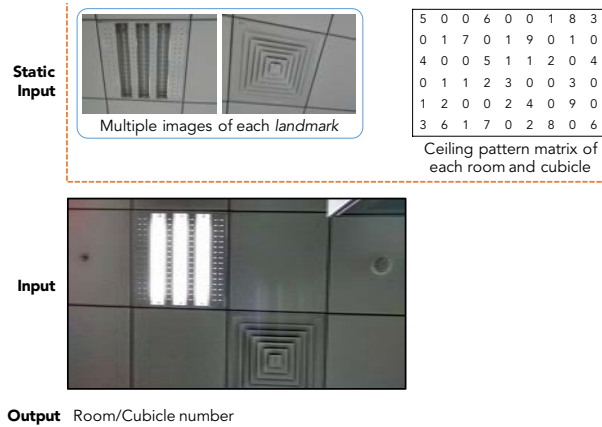 Static
Input
Multiple images of each landmark
5 0 0 6 0 0 1 8 3
0 1 7 0 1 9 0 1 0
4 0 0 5 1 1 2 0 4
0 1 1 2 3 0 0 3 0
1 2 0 0 2 4 0 9 0
3 6 1 7 0 2 8 0 6
Ceiling pattern matrix of
each room and cubicle
Input
Output Room/Cubicle number